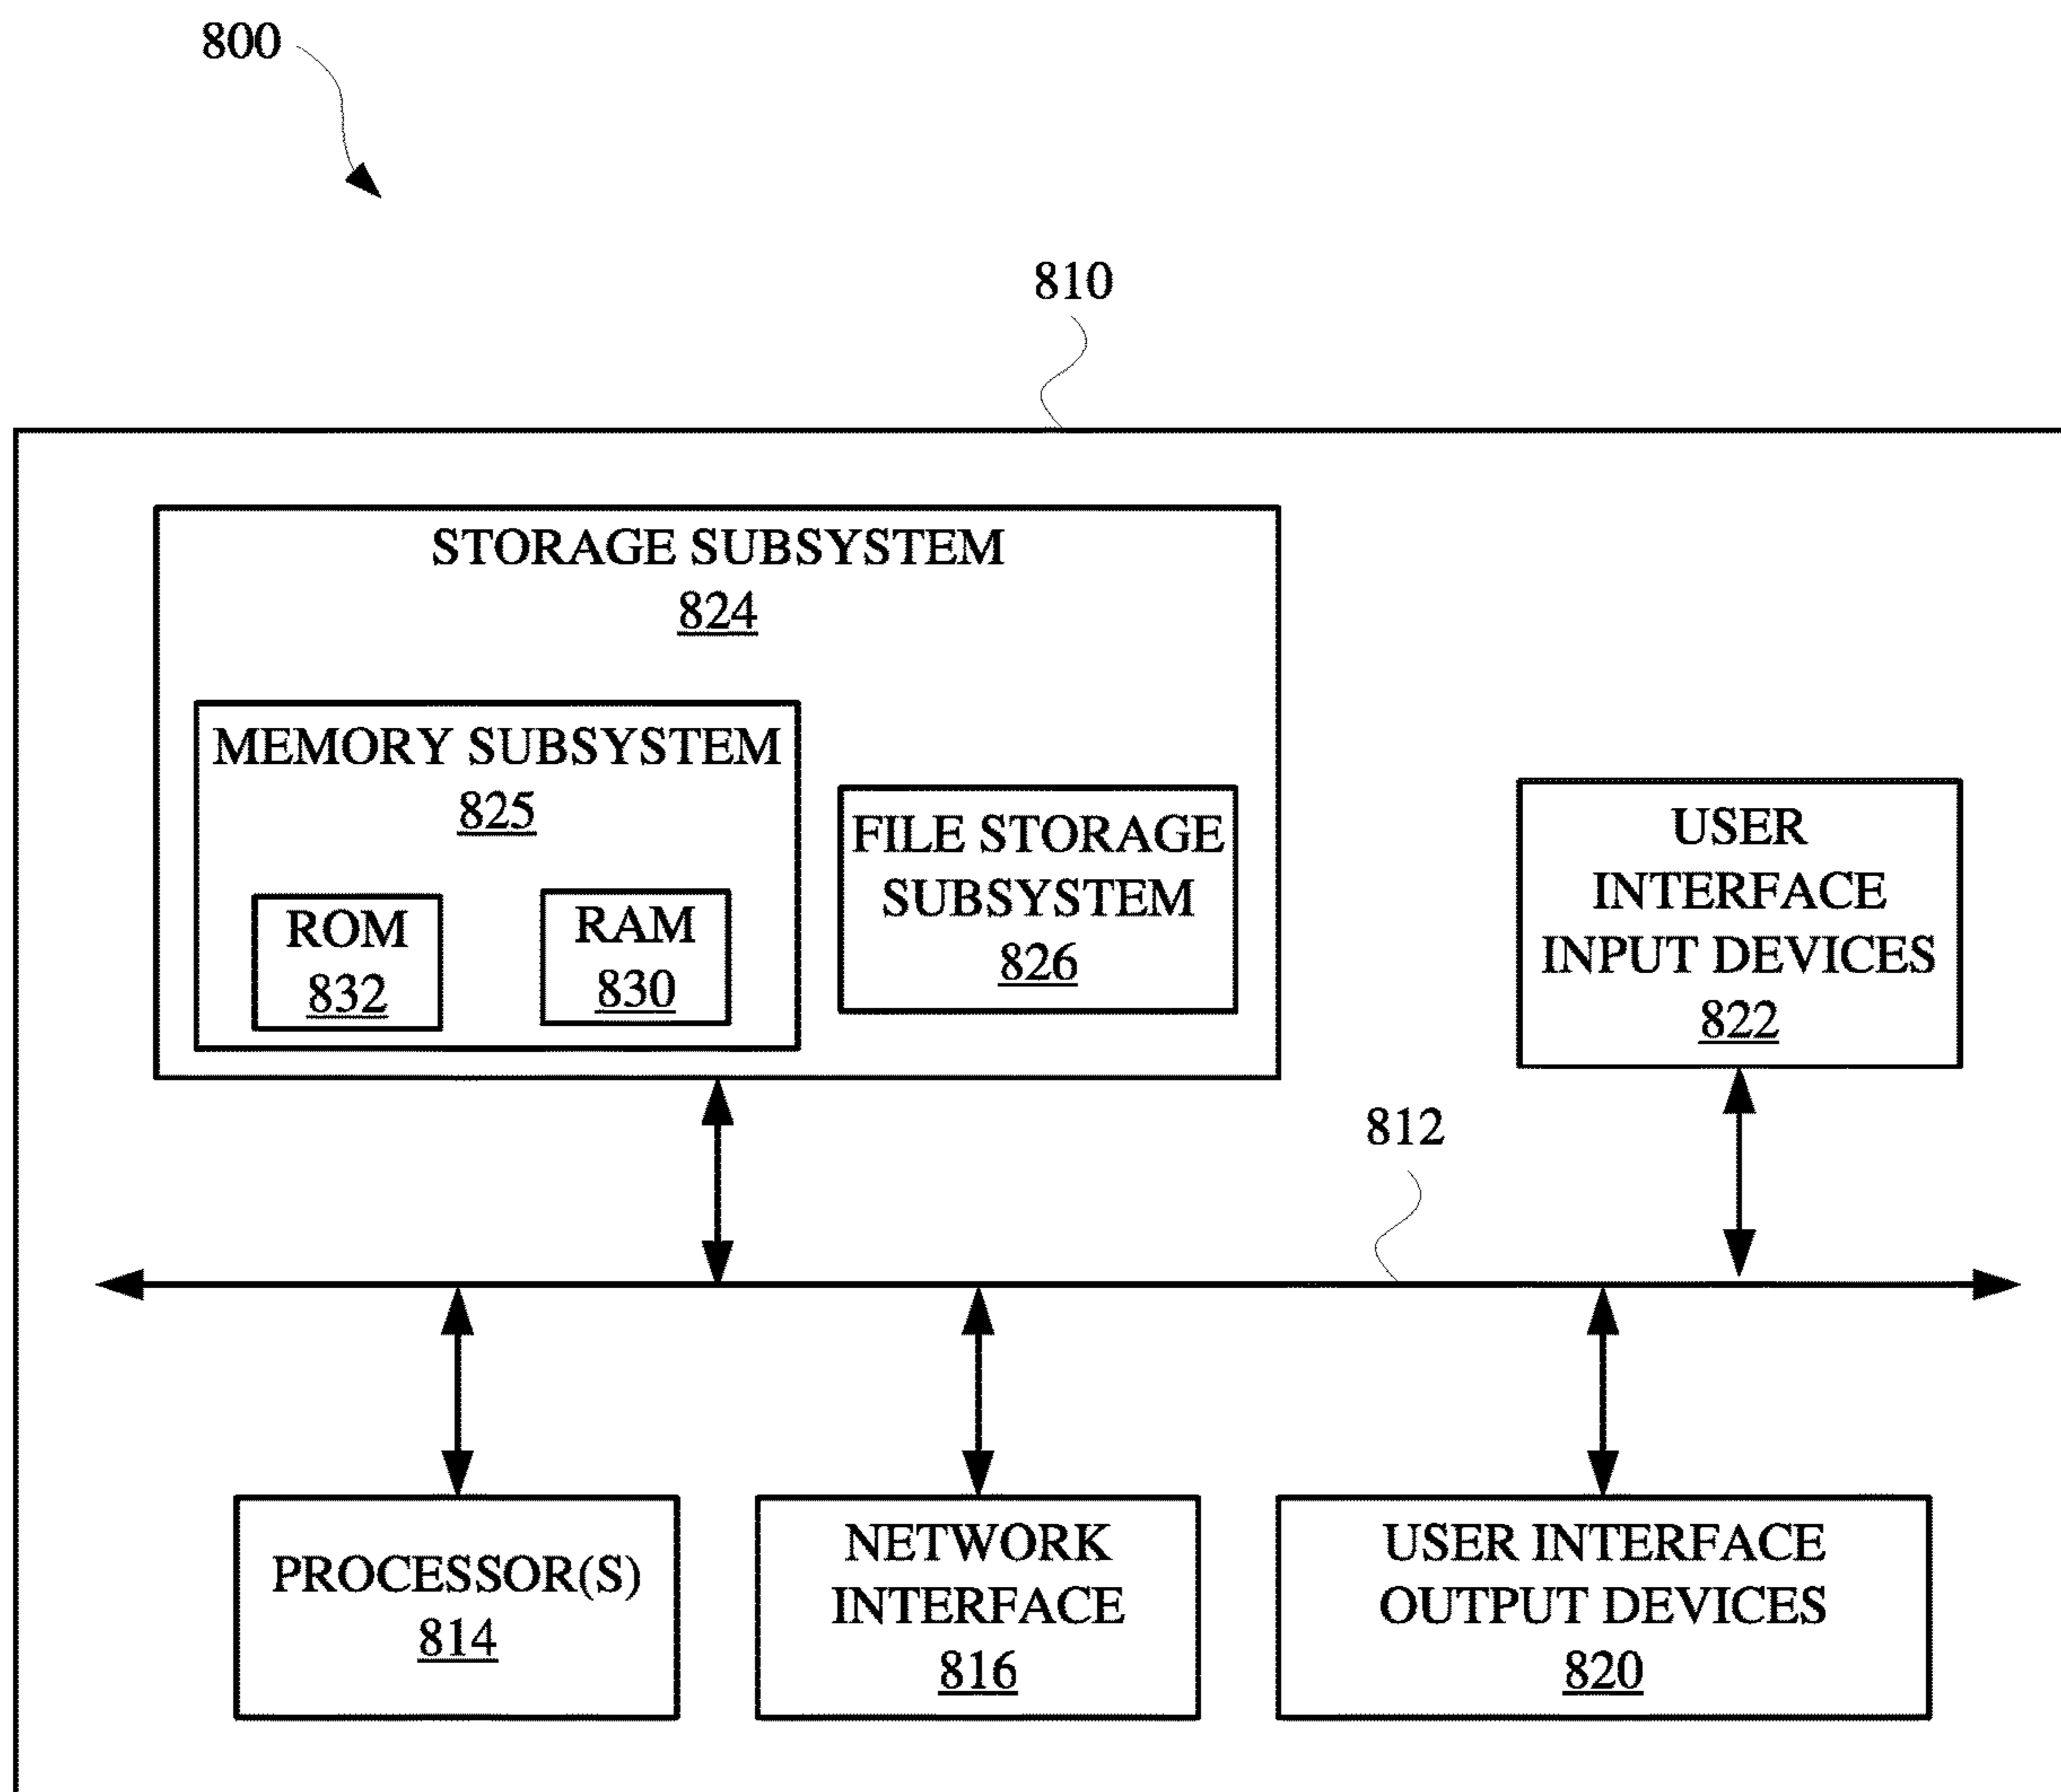 800
810
STORAGE SUBSYSTEM
824
MEMORY SUBSYSTEM
825
ROM
832
RAM
830
FILE STORAGE
SUBSYSTEM
826
USER
INTERFACE
INPUT DEVICES
822
812
PROCESSOR(S)
814
NETWORK
INTERFACE
816
USER INTERFACE
OUTPUT DEVICES
820